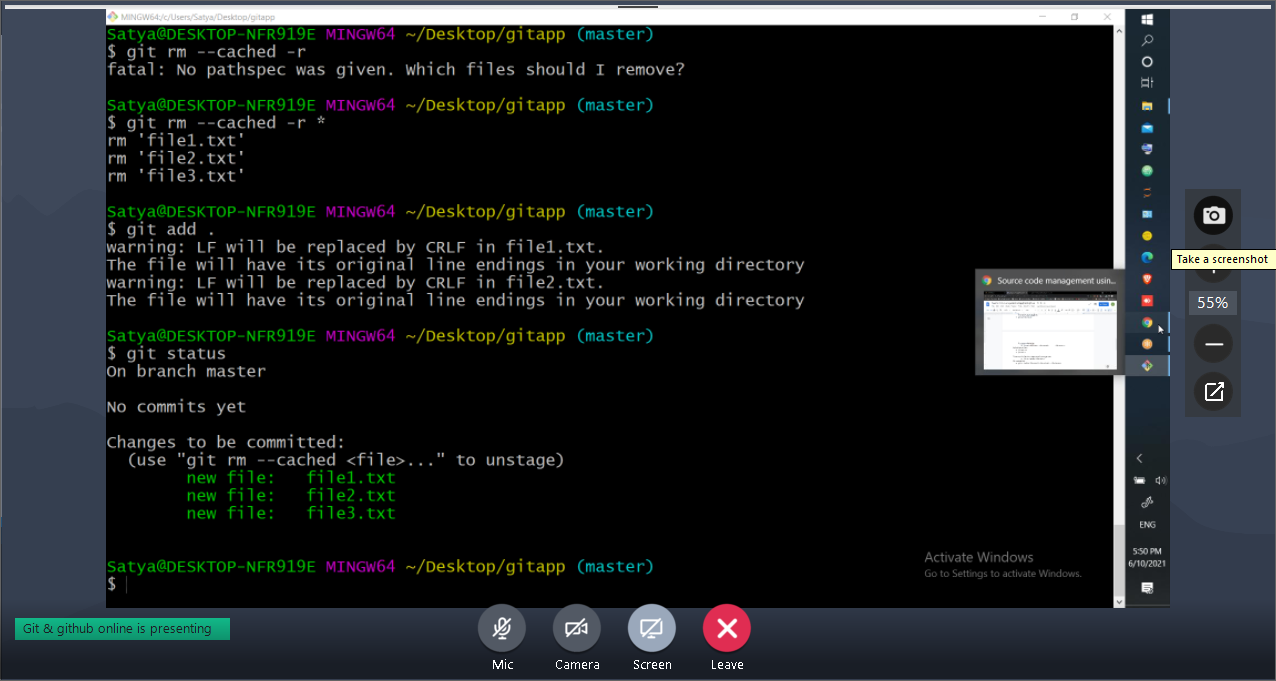 MINGW64:/c/Users/Satya/Desktop/gitapp
Satya@DESKTOP-NFR919E MINGW64 ~/Desktop/gitapp (master)
$ git rm --cached -r
fatal: No pathspec was given. Which files should I remove?
Satya@DESKTOP-NFR919E MINGW64 ~/Desktop/gitapp (master)
$ git rm --cached -r *
rm 'file1.txt'
rm 'file2.txt'
rm 'file3.txt'
Satya@DESKTOP-NFR919E MINGW64 ~/Desktop/gitapp (master)
$ git add .
warning: LF will be replaced by CRLF in file1.txt.
The file will have its original line endings in your working directory
warning: LF will be replaced by CRLF in file2.txt.
The file will have its original line endings in your working directory
Satya@DESKTOP-NFR919E MINGW64 ~/Desktop/gitapp (master)
$ git status
On branch master
No commits yet
Changes to be committed:
(use "git rm --cached <file>..." to unstage)
new file: file1.txt
new file: file2.txt
new file: file3.txt
Satya@DESKTOP-NFR919E MINGW64 ~/Desktop/gitapp (master)
$
Activate Windows
Go to Settings to activate Windows.
Source code management usin...
Take a screenshot
55%
ENG
5:50 PM
6/10/2021
Git & github online is presenting
Mic
Camera
Screen
Leave